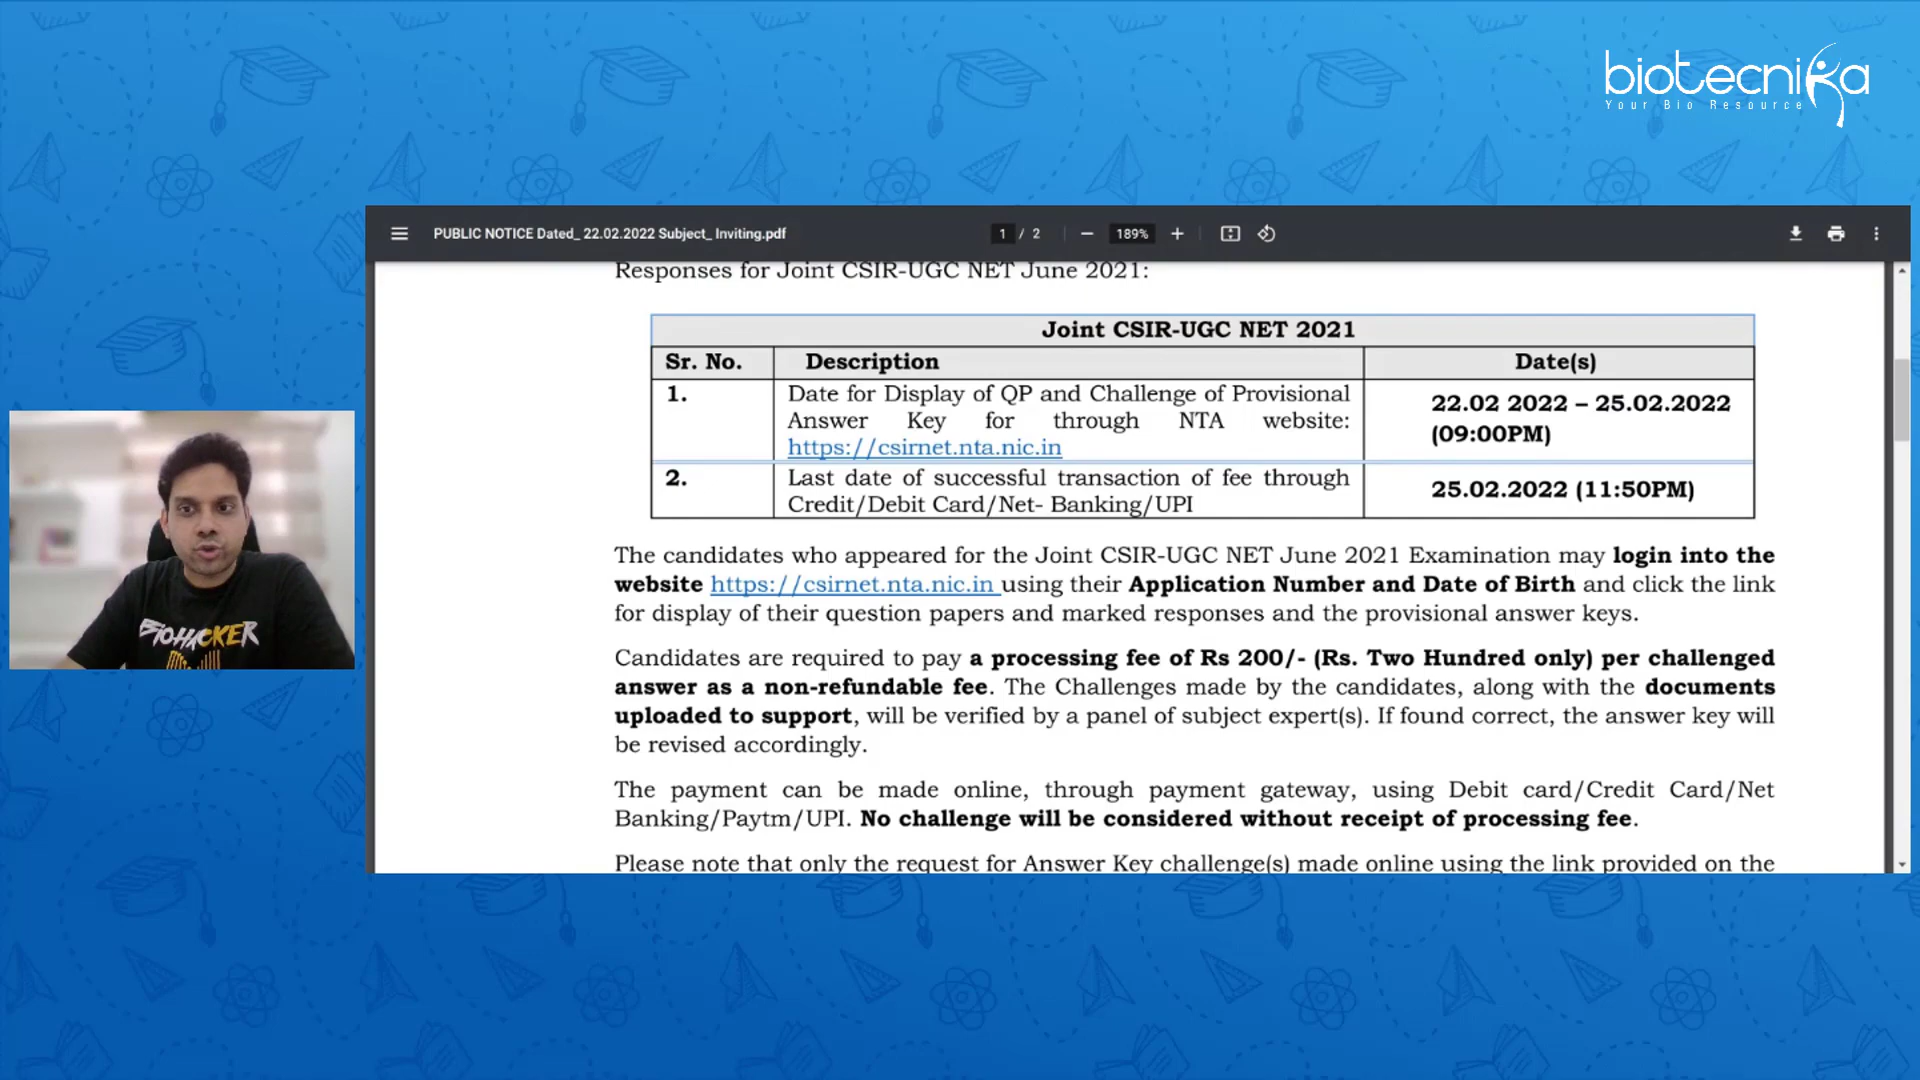 biotecnika
Your Bio Resource
PUBLIC NOTICE Dated_ 22.02.2022 Subject_ Inviting.pdf
1 / 2
189%
Responses for Joint CSIR-UGC NET June 2021:
Joint CSIR-UGC NET 2021
Sr. No. Description Date(s)
1. Date for Display of QP and Challenge of Provisional
Answer Key for through NTA website:
https://csirnet.nta.nic.in
22.02 2022 – 25.02.2022
(09:00PM)
2. Last date of successful transaction of fee through
Credit/Debit Card/Net- Banking/UPI
25.02.2022 (11:50PM)
The candidates who appeared for the Joint CSIR-UGC NET June 2021 Examination may login into the
website https://csirnet.nta.nic.in using their Application Number and Date of Birth and click the link
for display of their question papers and marked responses and the provisional answer keys.
Candidates are required to pay a processing fee of Rs 200/- (Rs. Two Hundred only) per challenged
answer as a non-refundable fee. The Challenges made by the candidates, along with the documents
uploaded to support, will be verified by a panel of subject expert(s). If found correct, the answer key will
be revised accordingly.
The payment can be made online, through payment gateway, using Debit card/Credit Card/Net
Banking/Paytm/UPI. No challenge will be considered without receipt of processing fee.
Please note that only the request for Answer Key challenge(s) made online using the link provided on the
BIOHACKER